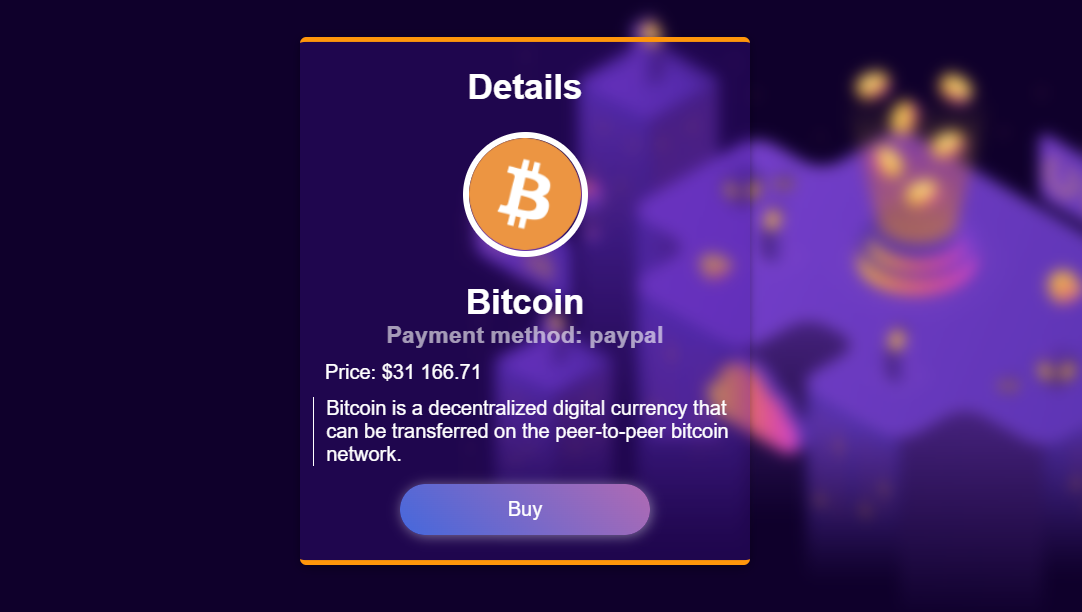 Details
Bitcoin
Payment method: paypal
Price: $31 166.71
Bitcoin is a decentralized digital currency that
can be transferred on the peer-to-peer bitcoin
network.
Buy